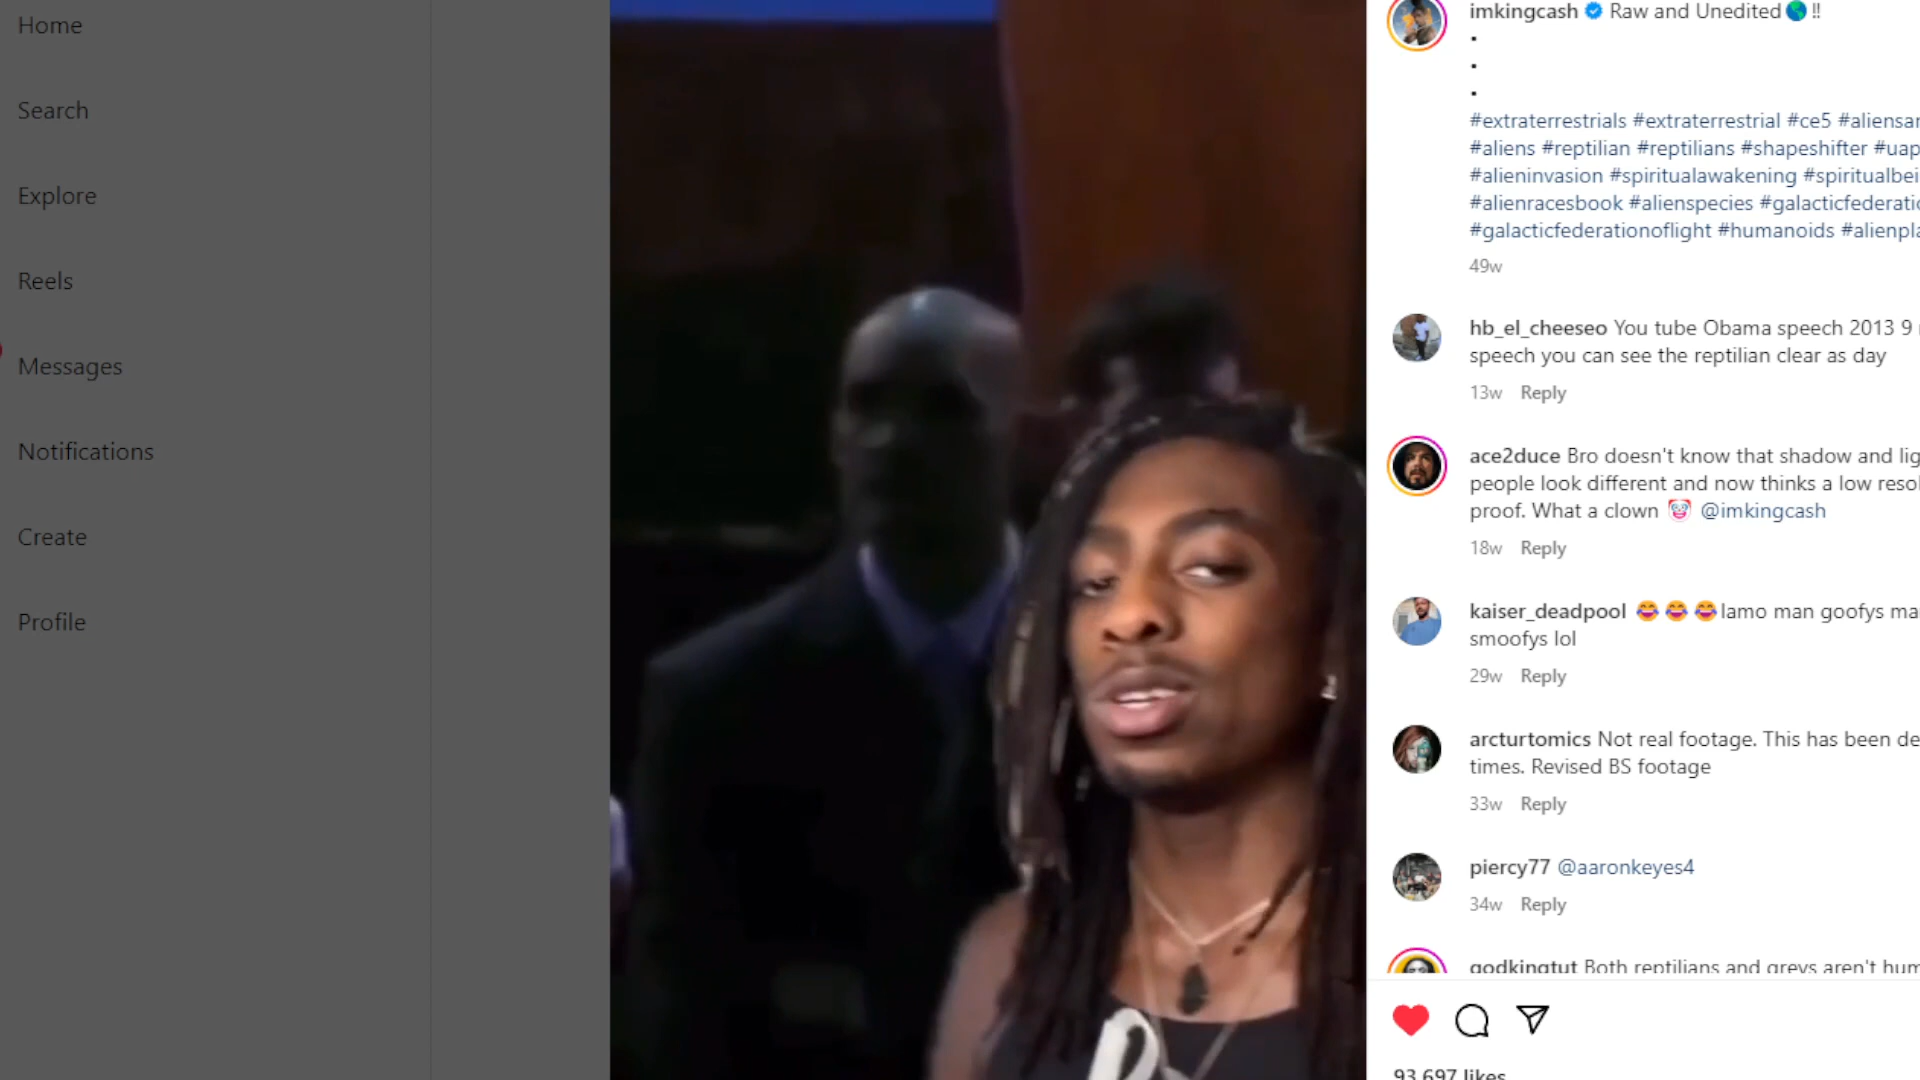 Home
Search
Explore
Reels
Messages
Notifications
Create
Profile
imkingcash Raw and Unedited🌎 ‼️
.
.
.
#extraterrestrials #extraterrestrial #ce5
#aliens #reptilian #reptilians #shapeshifter #uap
#alieninvasion #spiritualawakening
#alienracesbook #alienspecies
#galacticfederationoflight #humanoids
49w
hb_el_cheeseo You tube Obama speech 2013 9
speech you can see the reptilian clear as day
13w Reply
ace2duce Bro doesn't know that shadow and
people look different and now thinks a low
proof. What a clown 🤡 @imkingcash
18w Reply
kaiser_deadpool 😂 😂 😂lamo man goofys
smoofys lol
29w Reply
arcturtomics Not real footage. This has been
times. Revised BS footage
33w Reply
piercy77 @aaronkeyes4
34w Reply
godkingtut Both reptilians and greys aren't
93,697 likes